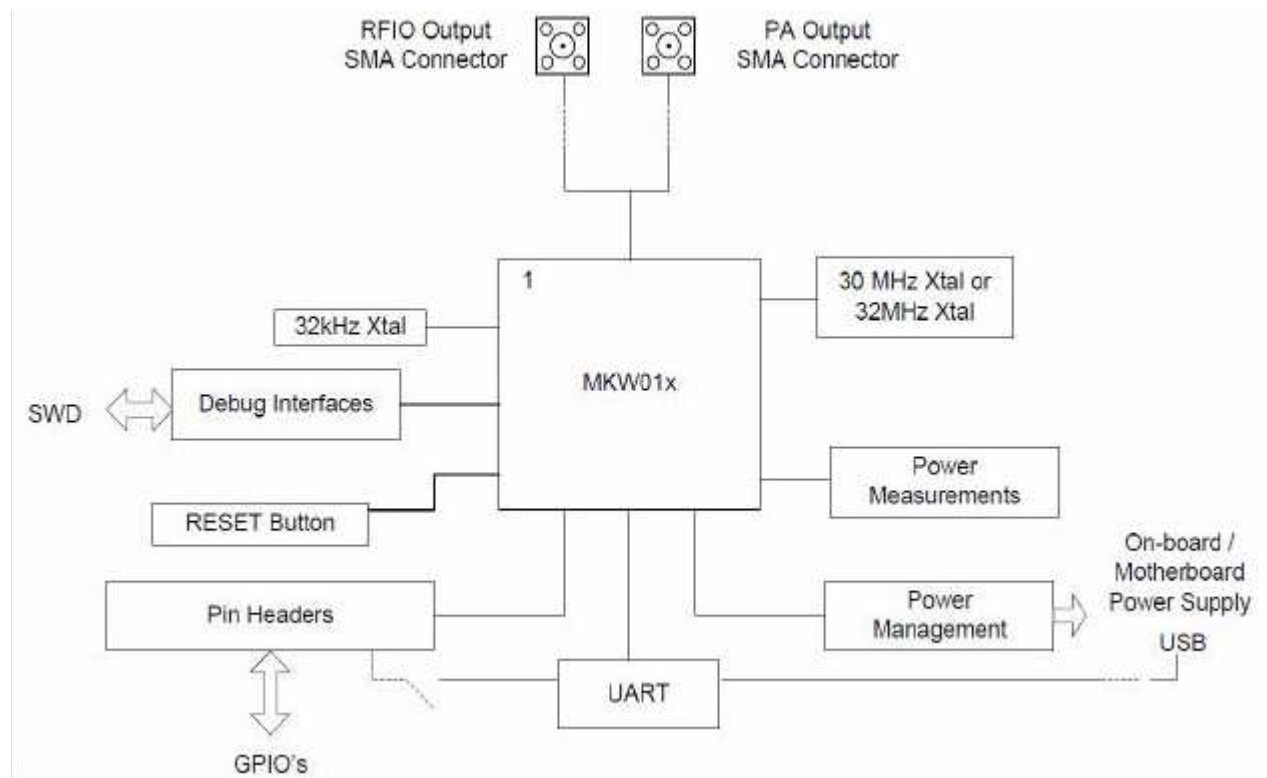 RFIO Output
SMA Connector
PA Output
SMA Connector
1
30 MHz Xtal or
32MHz Xtal
32kHz Xtal
MKW01x
SWD
Debug Interfaces
Power
Measurements
RESET Button
On-board /
Motherboard
Power Supply
USB
Pin Headers
Power
Management
UART
GPIO's